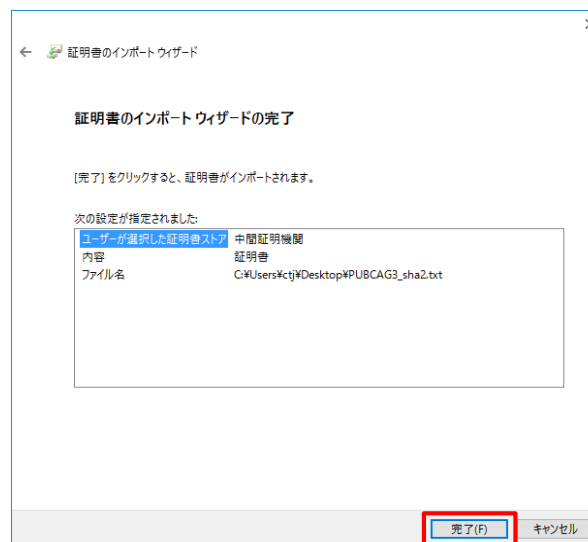 証明書のインポート ウィザード
証明書のインポート ウィザードの完了
[完了] をクリックすると、証明書がインポートされます。
次の設定が指定されました:
ユーザーが選択した証明書ストア 中間証明機関
内容 証明書
ファイル名 C:¥Users¥ctj¥Desktop¥PUBCAG3_sha2.txt
完了(F) キャンセル